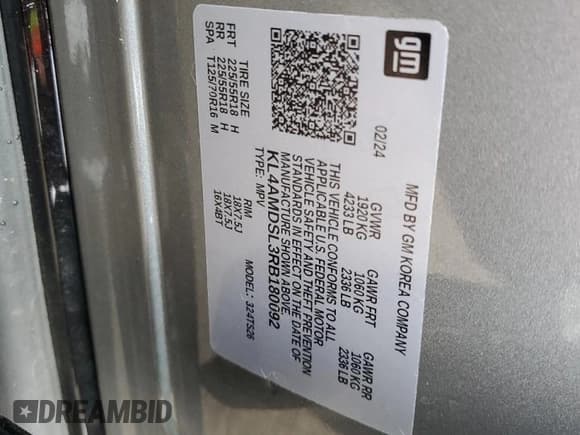 gm
MFD BY GM KOREA COMPANY
02/24
GVWR GAWR FRT GAWR RR
1920 KG 1060 KG 1060 KG
4233 LB 2336 LB 2336 LB
THIS VEHICLE CONFORMS TO ALL
APPLICABLE U.S. FEDERAL MOTOR
VEHICLE SAFETY AND THEFT PREVENTION
STANDARDS IN EFFECT ON THE DATE OF
MANUFACTURE SHOWN ABOVE.
KL4AMDSL3RB180092
TYPE: MPV MODEL: 324TS26
TIRE SIZE RIM
FRT 225/55R18 H 18X7.5J
RR 225/55R18 H 18X7.5J
SPA T125/70R16 M 16X4BT
DREAMBID